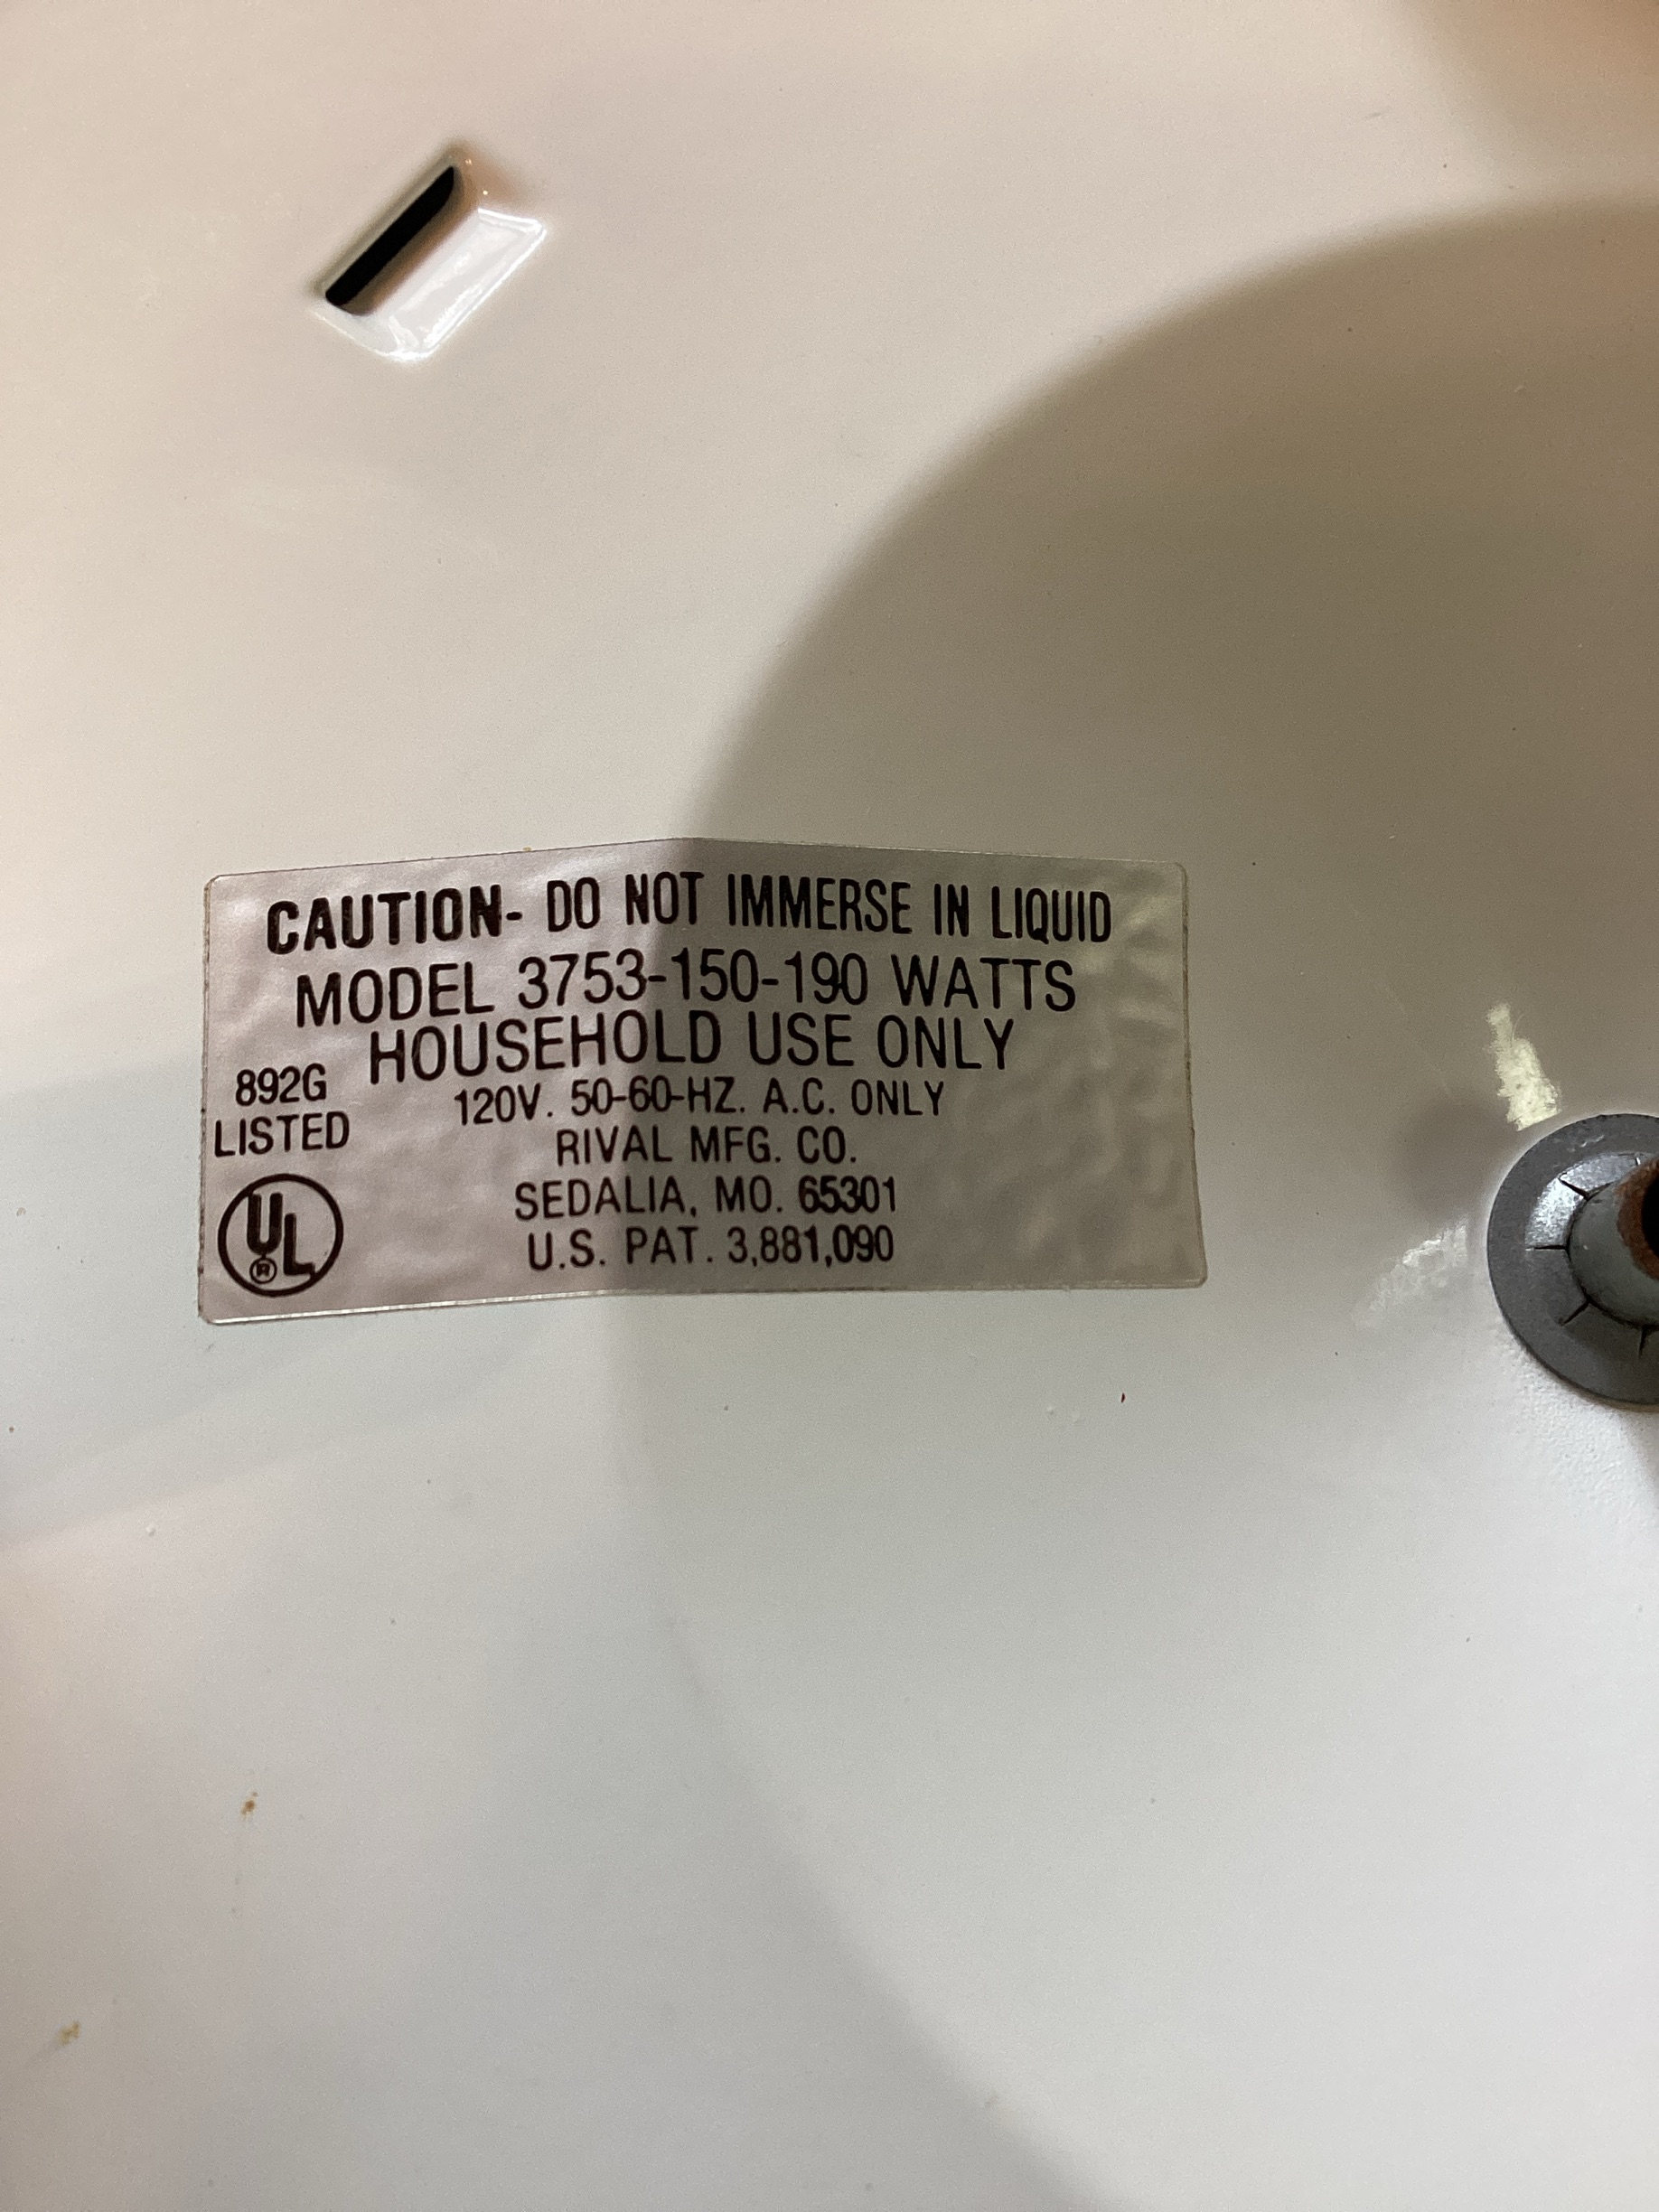 CAUTION- DO NOT IMMERSE IN LIQUID
MODEL 3753-150-190 WATTS
HOUSEHOLD USE ONLY
892G
LISTED
UL
®
120V. 50-60-HZ. A.C. ONLY
RIVAL MFG. CO.
SEDALIA, MO. 65301
U.S. PAT. 3,881,090